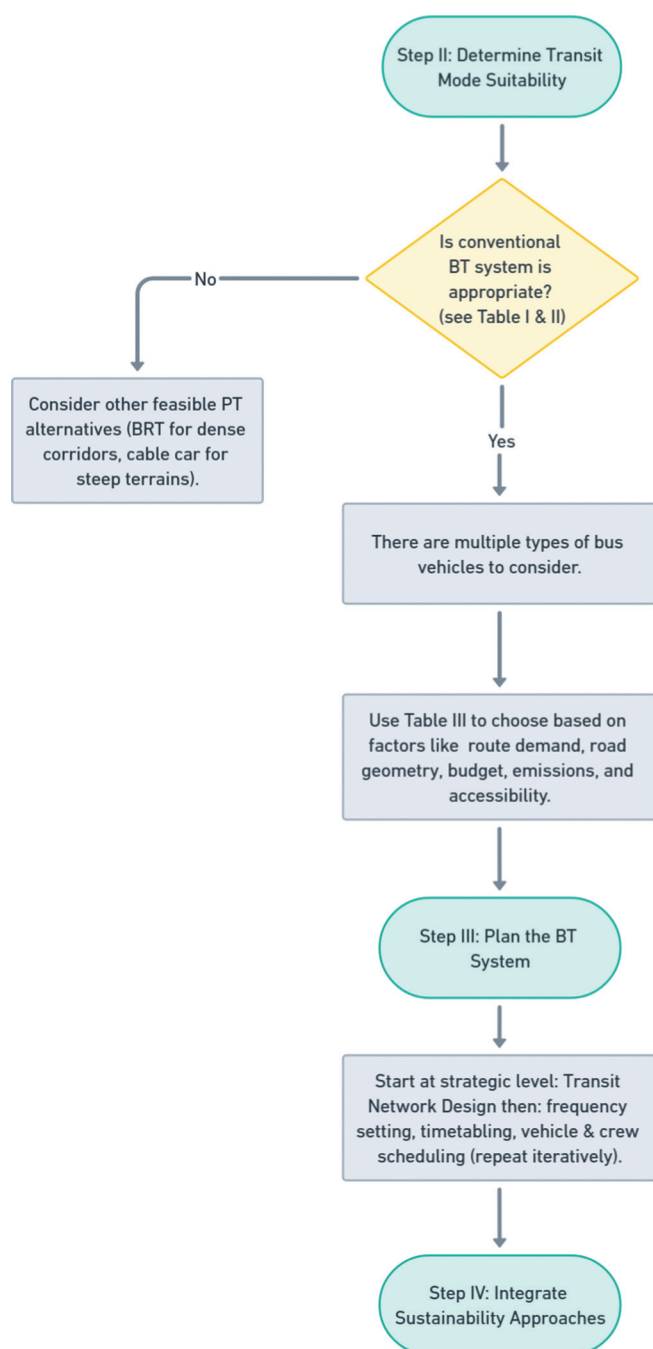 Step II: Determine Transit
Mode Suitability
Is conventional
BT system is
appropriate?
(see Table I & II)
No
Consider other feasible PT
alternatives (BRT for dense
corridors, cable car for
steep terrains).
Yes
There are multiple types of bus
vehicles to consider.
Use Table III to choose based on
factors like route demand, road
geometry, budget, emissions, and
accessibility.
Step III: Plan the BT
System
Start at strategic level: Transit
Network Design then: frequency
setting, timetabling, vehicle & crew
scheduling (repeat iteratively).
Step IV: Integrate
Sustainability Approaches